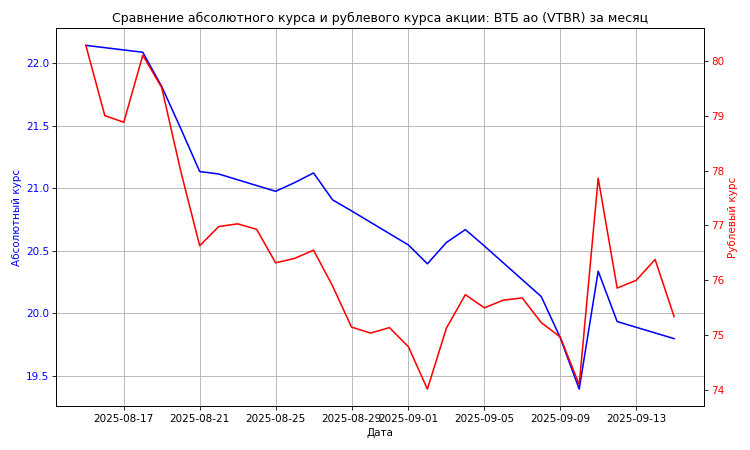 Сравнение абсолютного курса и рублевого курса акции: ВТБ ао (VTBR) за месяц
22.0
21.5
21.0
20.5
20.0
19.5
Абсолютный курс
80
79
78
77
76
75
74
Рублевый курс
2025-08-17 2025-08-21 2025-08-25 2025-08-29 2025-09-01 2025-09-05 2025-09-09 2025-09-13
Дата